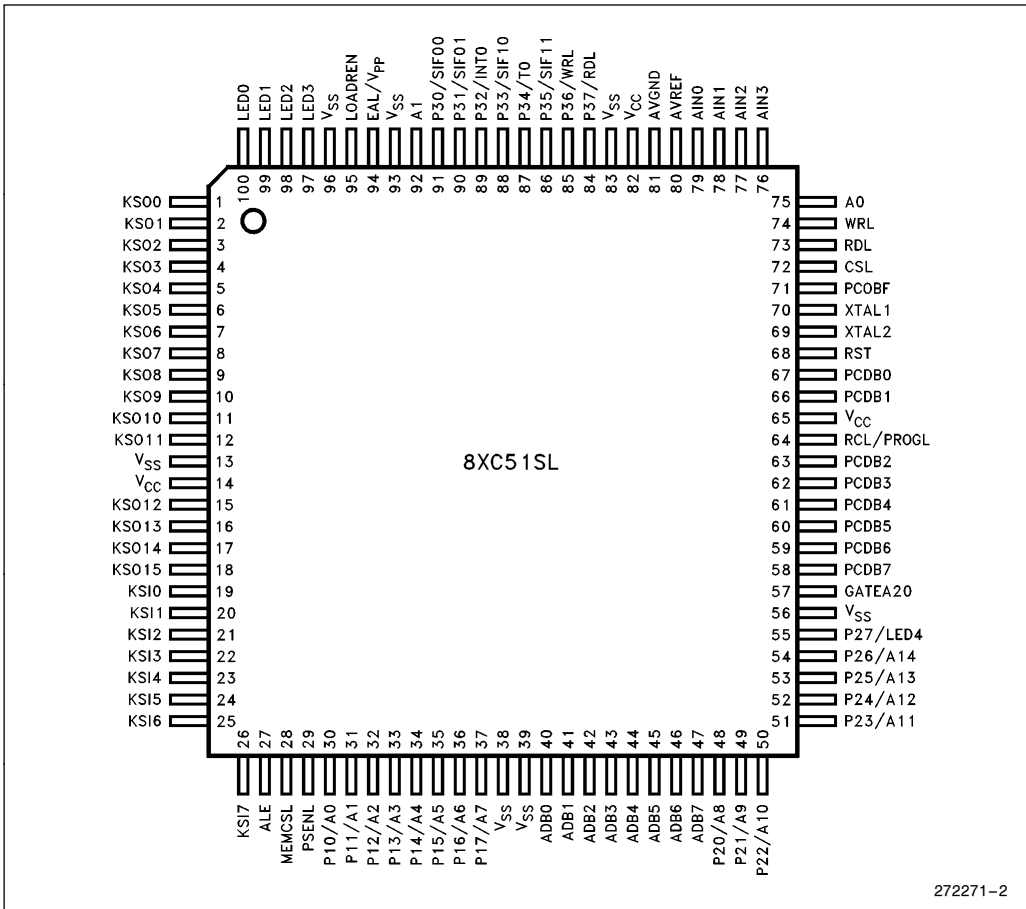 LED0
LED1
LED2
LED3
VSS
LOADREN
EAL/VPP
VSS
A1
P30/SIF00
P31/SIF01
P32/INT0
P33/SIF10
P34/T0
P35/SIF11
P36/WRL
P37/RDL
VSS
VCC
AVGND
AVREF
AIN0
AIN1
AIN2
AIN3
100
99
98
97
96
95
94
93
92
91
90
89
88
87
86
85
84
83
82
81
80
79
78
77
76
KSO0 1
KSO1 2
KSO2 3
KSO3 4
KSO4 5
KSO5 6
KSO6 7
KSO7 8
KSO8 9
KSO9 10
KSO10 11
KSO11 12
VSS 13
VCC 14
KSO12 15
KSO13 16
KSO14 17
KSO15 18
KSI0 19
KSI1 20
KSI2 21
KSI3 22
KSI4 23
KSI5 24
KSI6 25
8XC51SL
75 A0
74 WRL
73 RDL
72 CSL
71 PCOBF
70 XTAL1
69 XTAL2
68 RST
67 PCDB0
66 PCDB1
65 VCC
64 RCL/PROGL
63 PCDB2
62 PCDB3
61 PCDB4
60 PCDB5
59 PCDB6
58 PCDB7
57 GATEA20
56 VSS
55 P27/LED4
54 P26/A14
53 P25/A13
52 P24/A12
51 P23/A11
26
27
28
29
30
31
32
33
34
35
36
37
38
39
40
41
42
43
44
45
46
47
48
49
50
KSI7
ALE
MEMCSL
PSENL
P10/A0
P11/A1
P12/A2
P13/A3
P14/A4
P15/A5
P16/A6
P17/A7
VSS
VSS
ADB0
ADB1
ADB2
ADB3
ADB4
ADB5
ADB6
ADB7
P20/A8
P21/A9
P22/A10
272271–2